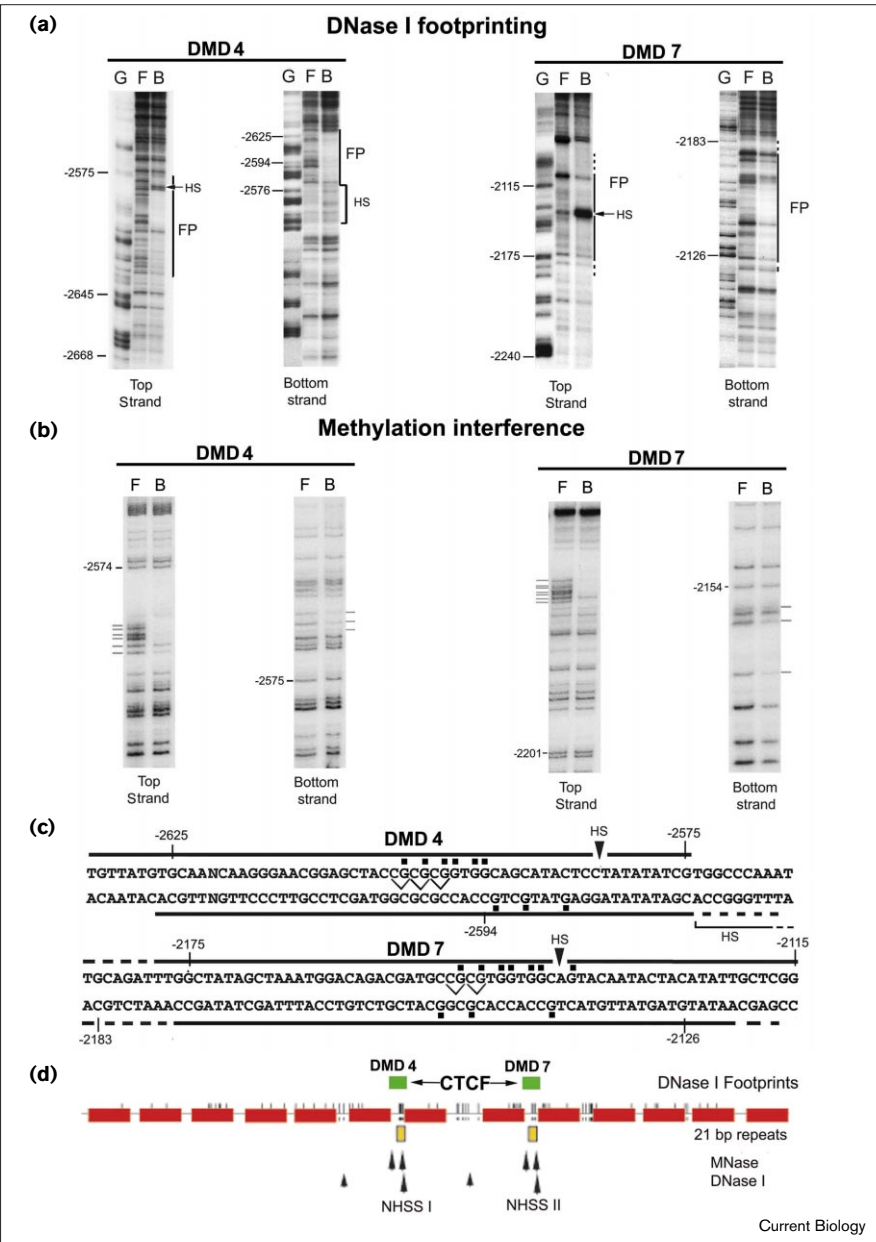 (a)
DNase I footprinting
DMD 4
DMD 7
G F B
G F B
G F B
G F B
-2575
-2645
-2668
HS
FP
Top
Strand
-2625
-2594
-2576
FP
HS
Bottom
strand
-2115
-2175
-2240
FP
HS
Top
Strand
-2183
-2126
FP
Bottom
strand
(b)
Methylation interference
DMD 4
DMD 7
F B
F B
F B
F B
-2574
-2575
-2154
-2201
Top
Strand
Bottom
strand
Top
Strand
Bottom
strand
(c)
-2625 DMD 4 HS -2575
TGTTATGTGCAANCAAGGGAACGGAGCTACCGCGCGGTGGCAGCATACTCCTATATATCGTGGCCCAAAT
ACAATACACGTTNGTTCCCTTGCCTCGATGGCGCGCCACCGTCGTATGAGGATATATAGCACCGGGTTTA
-2594 HS
-2175 DMD 7 HS -2115
TGCAGATTTGGCTATAGCTAAATGGACAGACGATGCCGCGTGGTGGCAGTACAATACTACATATTGCTCGG
ACGTCTAAACCGATATCGATTTACCTGTCTGCTACGGCGCACCACCGTCATGTTATGATGTATAACGAGCC
-2183 -2126
(d)
DMD 4 CTCF DMD 7 DNase I Footprints
21 bp repeats
MNase
DNase I
NHSS I NHSS II
Current Biology